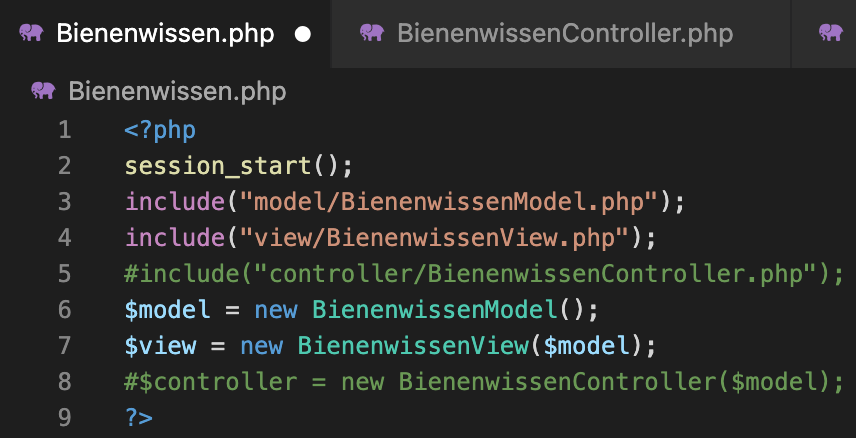 Bienenwissen.php
BienenwissenController.php
Bienenwissen.php
1 <?php
2 session_start();
3 include("model/BienenwissenModel.php");
4 include("view/BienenwissenView.php");
5 #include("controller/BienenwissenController.php");
6 $model = new BienenwissenModel();
7 $view = new BienenwissenView($model);
8 #$controller = new BienenwissenController($model);
9 ?>